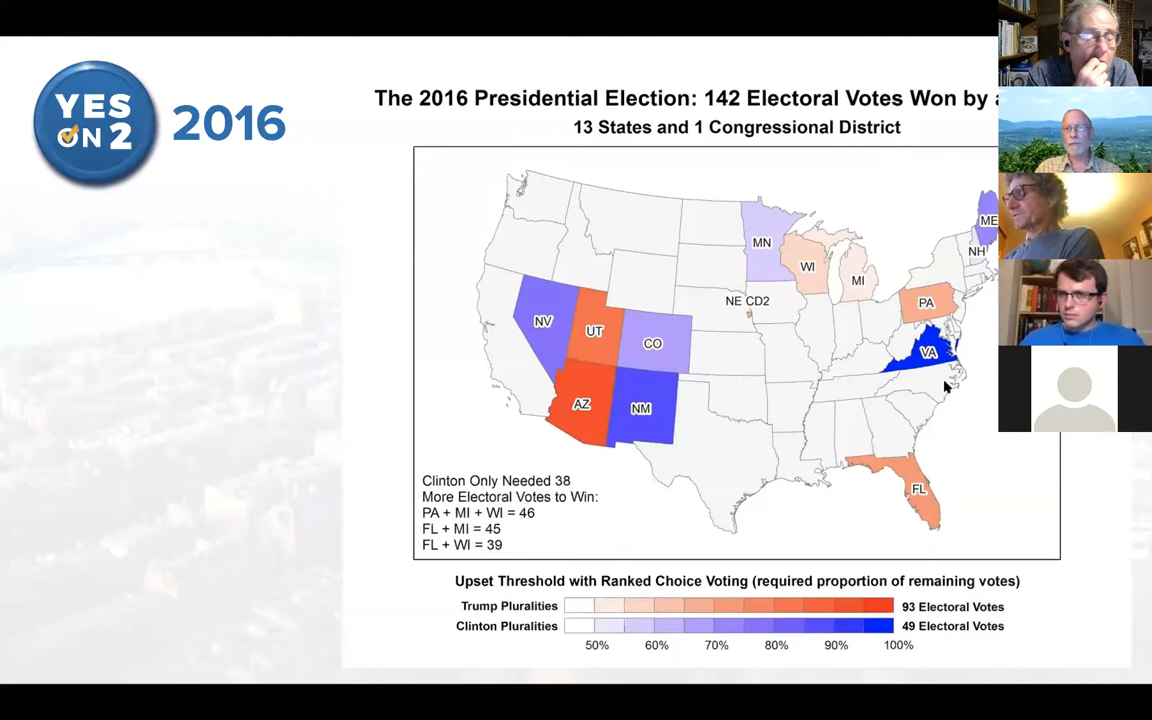 YES
ON 2
2016
The 2016 Presidential Election: 142 Electoral Votes Won by a
13 States and 1 Congressional District
MN
ME
NH
WI
MI
NE CD2
PA
NV
UT
CO
VA
AZ
NM
FL
Clinton Only Needed 38
More Electoral Votes to Win:
PA + MI + WI = 46
FL + MI = 45
FL + WI = 39
Upset Threshold with Ranked Choice Voting (required proportion of remaining votes)
Trump Pluralities
93 Electoral Votes
Clinton Pluralities
49 Electoral Votes
50% 60% 70% 80% 90% 100%